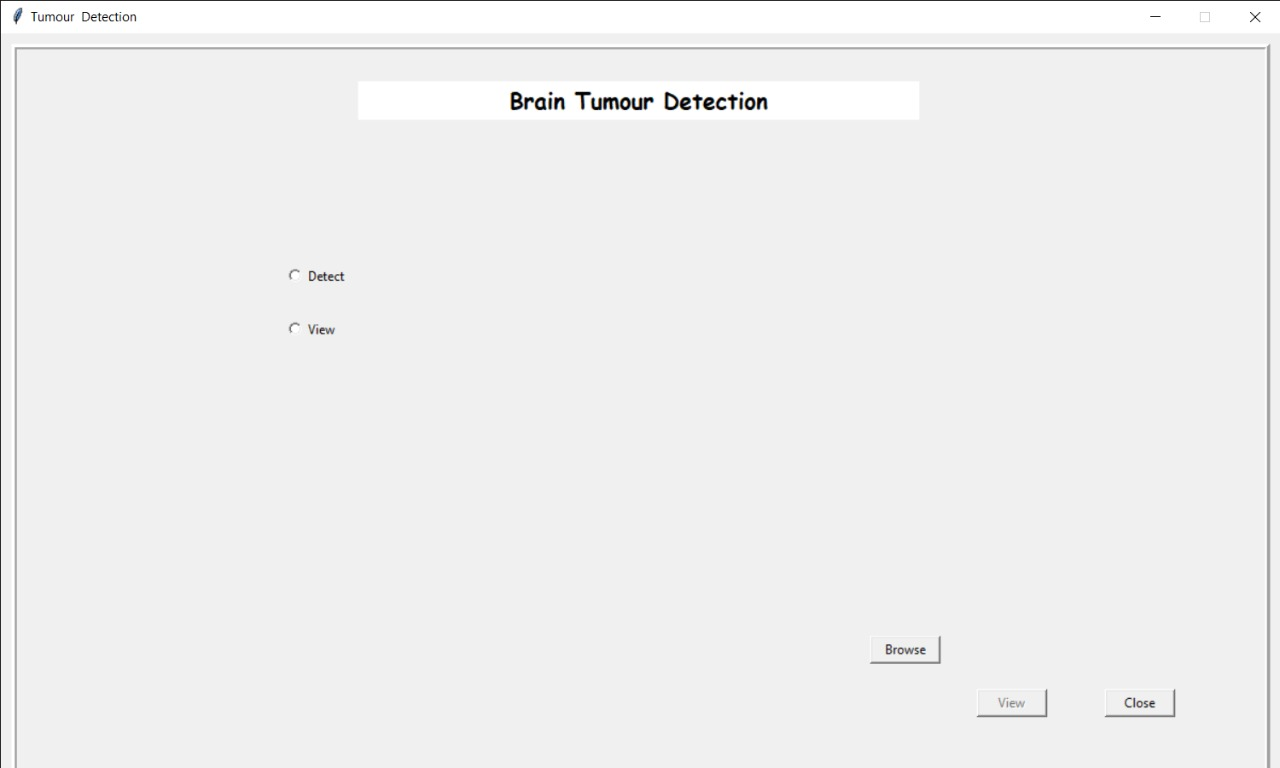 Tumour  Detection
Brain Tumour Detection
Detect
View
Browse
View
Close